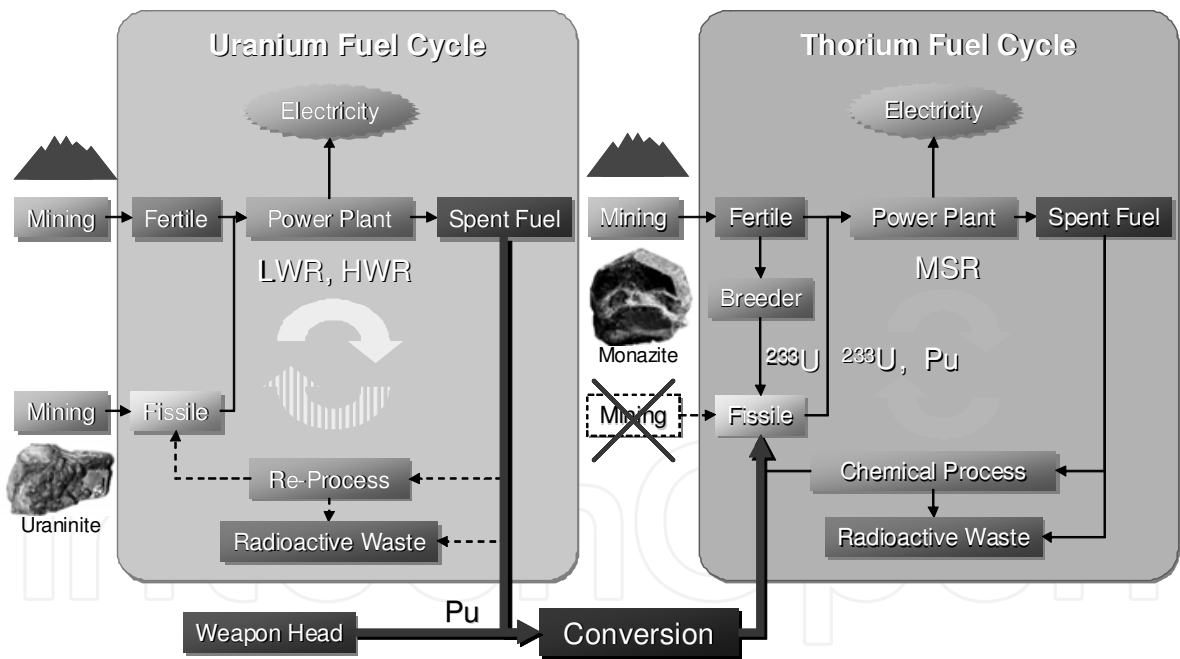 Uranium Fuel Cycle
Electricity
Mining
Fertile
Power Plant
Spent Fuel
LWR, HWR
Mining
Fissile
Uraninite
Re-Process
Radioactive Waste
Thorium Fuel Cycle
Electricity
Mining
Fertile
Power Plant
Spent Fuel
MSR
Breeder
Monazite
²³³U
²³³U, Pu
Mining
Fissile
Chemical Process
Radioactive Waste
Pu
Weapon Head
Conversion
IntechOpen